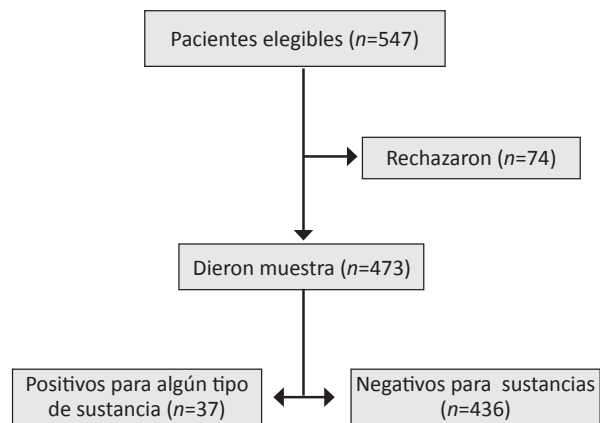 Pacientes elegibles (n=547)
Rechazaron (n=74)
Dieron muestra (n=473)
Positivos para algún tipo
de sustancia (n=37)
Negativos para sustancias
(n=436)